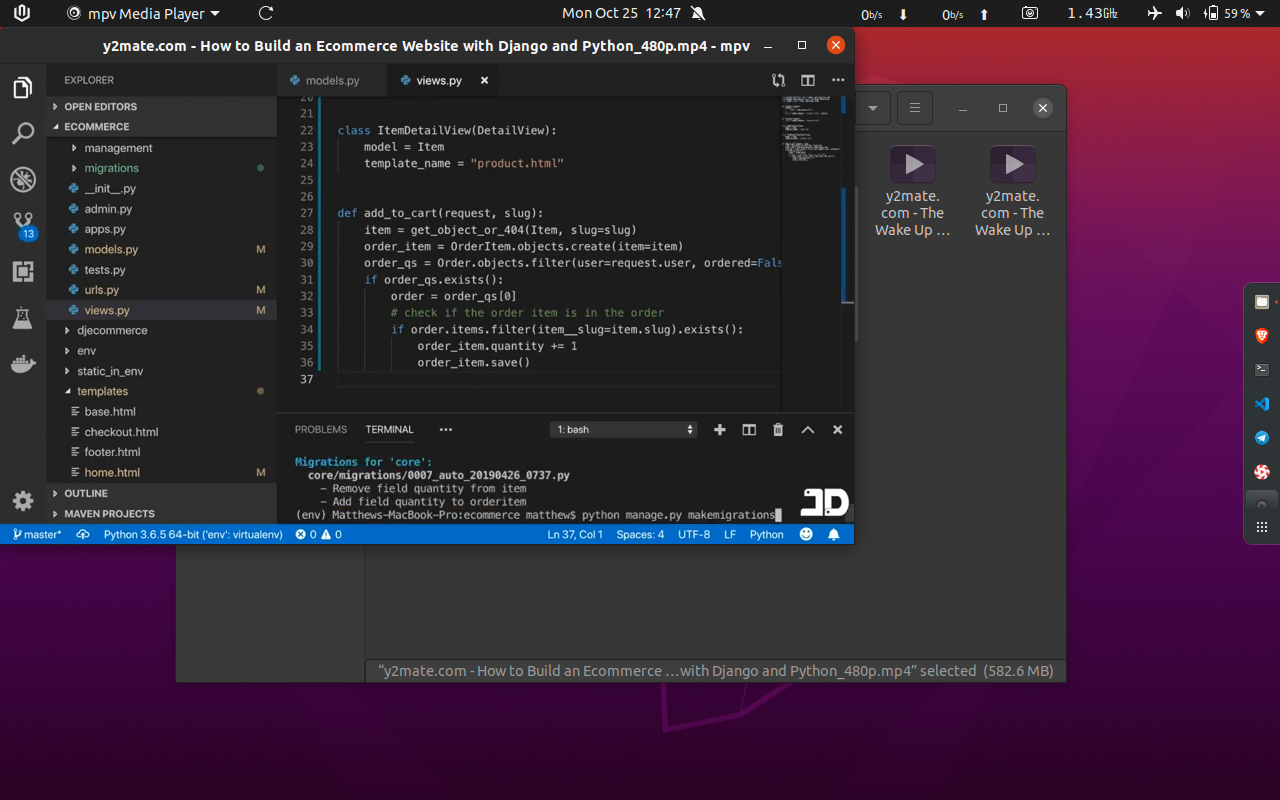 mpv Media Player
Mon Oct 25 12:47
0b/s
0b/s
1.43GHz
59 %
y2mate.com - How to Build an Ecommerce Website with Django and Python_480p.mp4 - mpv
EXPLORER
OPEN EDITORS
ECOMMERCE
management
migrations
__init__.py
admin.py
apps.py
models.py M
tests.py
urls.py M
views.py M
djecommerce
env
static_in_env
templates
base.html
checkout.html
footer.html
home.html M
OUTLINE
MAVEN PROJECTS
13
models.py
views.py
20
21
22 class ItemDetailView(DetailView):
23 model = Item
24 template_name = "product.html"
25
26
27 def add_to_cart(request, slug):
28 item = get_object_or_404(Item, slug=slug)
29 order_item = OrderItem.objects.create(item=item)
30 order_qs = Order.objects.filter(user=request.user, ordered=Fals
31 if order_qs.exists():
32 order = order_qs[0]
33 # check if the order item is in the order
34 if order.items.filter(item__slug=item.slug).exists():
35 order_item.quantity += 1
36 order_item.save()
37
PROBLEMS TERMINAL
1: bash
Migrations for 'core':
core/migrations/0007_auto_20190426_0737.py
- Remove field quantity from item
- Add field quantity to orderitem
(env) Matthews-MacBook-Pro:ecommerce matthew$ python manage.py makemigrations
master* Python 3.6.5 64-bit ('env': virtualenv) 0 0 Ln 37, Col 1 Spaces: 4 UTF-8 LF Python
y2mate.
com - The
Wake Up ...
y2mate.
com - The
Wake Up ...
“y2mate.com - How to Build an Ecommerce …with Django and Python_480p.mp4” selected (582.6 MB)